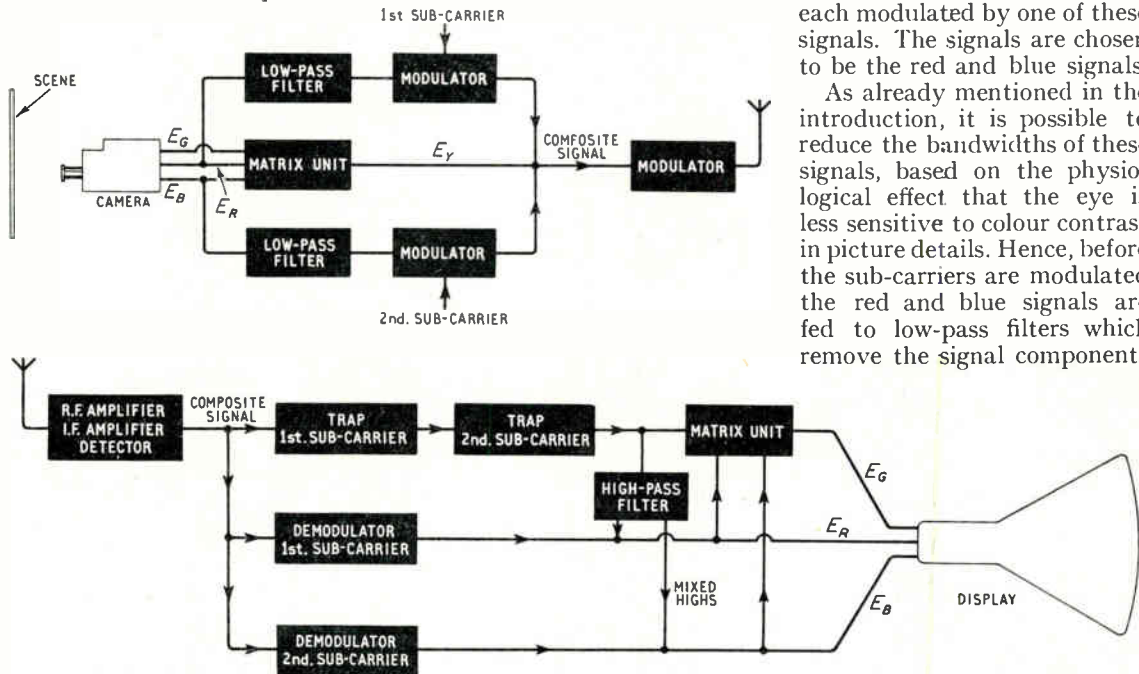 1st SUB-CARRIER
SCENE
LOW-PASS
FILTER
MODULATOR
E_G
MATRIX UNIT
E_Y
COMPOSITE
SIGNAL
MODULATOR
CAMERA
E_B
E_R
LOW-PASS
FILTER
MODULATOR
2nd. SUB-CARRIER
each modulated by one of these
signals. The signals are chosen
to be the red and blue signals
As already mentioned in the
introduction, it is possible to
reduce the bandwidths of these
signals, based on the physio-
logical effect that the eye is
less sensitive to colour contrast
in picture details. Hence, before
the sub-carriers are modulated
the red and blue signals are
fed to low-pass filters which
remove the signal component
R.F. AMPLIFIER
I.F. AMPLIFIER
DETECTOR
COMPOSITE
SIGNAL
TRAP
1st. SUB-CARRIER
TRAP
2nd. SUB-CARRIER
MATRIX UNIT
E_G
HIGH-PASS
FILTER
DEMODULATOR
1st. SUB-CARRIER
E_R
MIXED
HIGHS
E_B
DISPLAY
DEMODULATOR
2nd. SUB-CARRIER